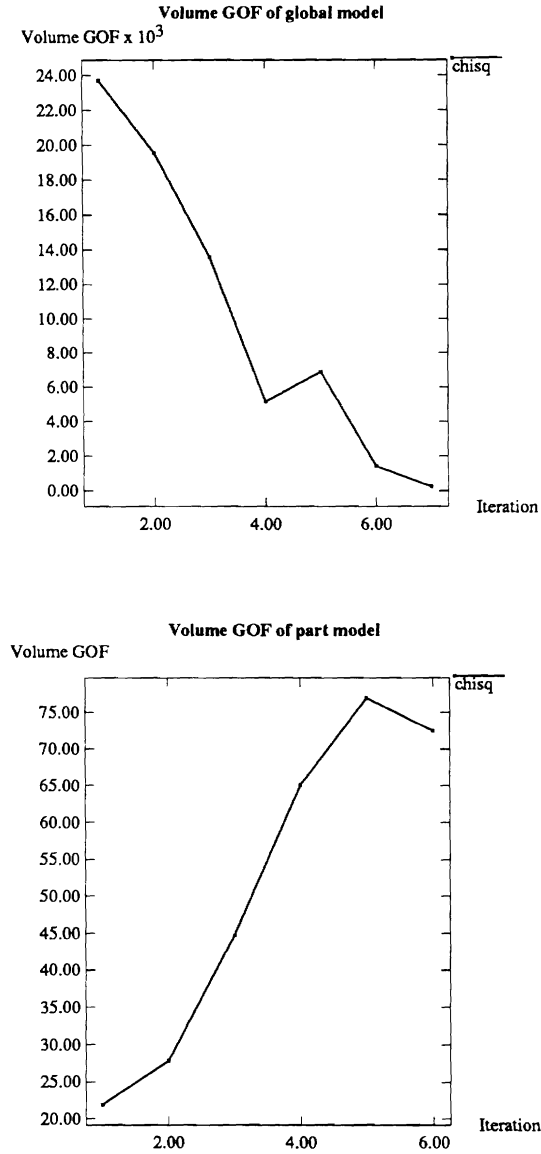 Volume GOF of global model
Volume GOF x 10³
chisq
24.00
22.00
20.00
18.00
16.00
14.00
12.00
10.00
8.00
6.00
4.00
2.00
0.00
Iteration
2.00 4.00 6.00
Volume GOF of part model
Volume GOF
chisq
75.00
70.00
65.00
60.00
55.00
50.00
45.00
40.00
35.00
30.00
25.00
20.00
Iteration
2.00 4.00 6.00